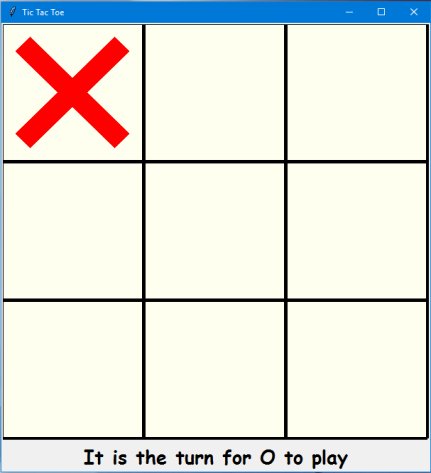 Tic Tac Toe
It is the turn for O to play